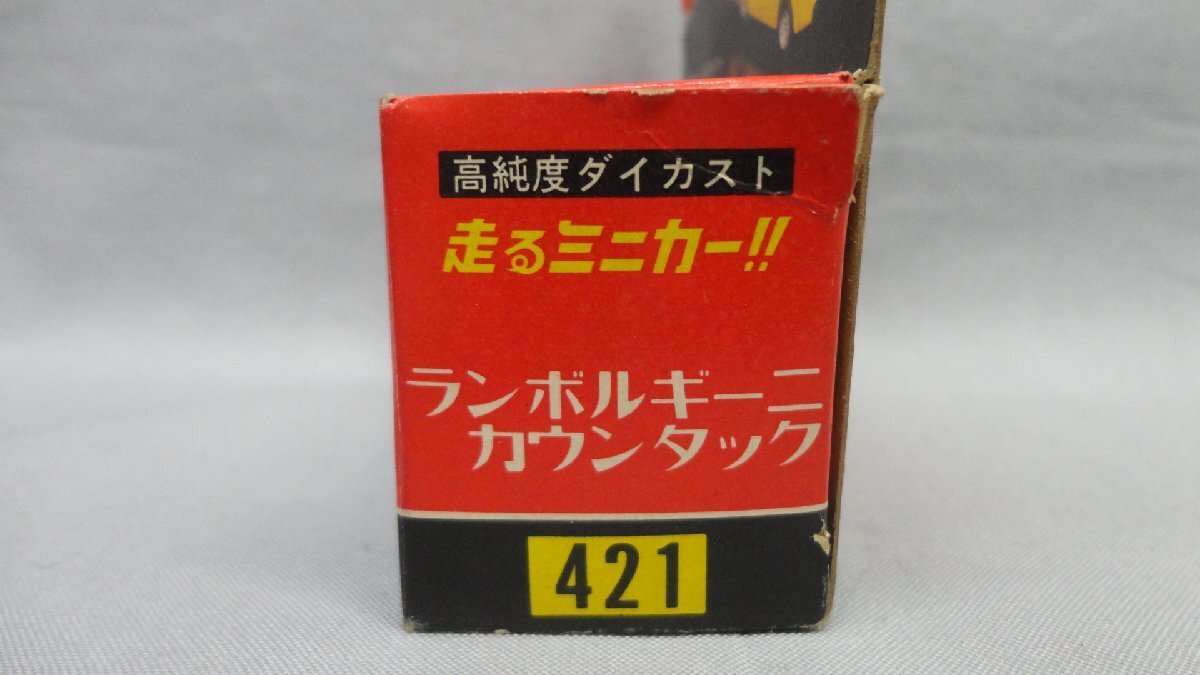 高純度ダイカスト
走るミニカー!!
ランボルギーニ
カウンタック
421